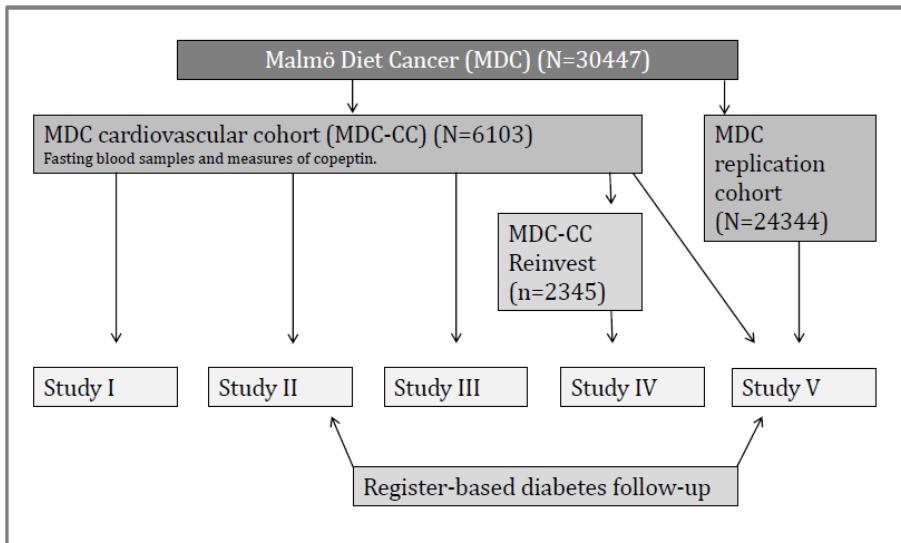 Malmö Diet Cancer (MDC) (N=30447)
MDC cardiovascular cohort (MDC-CC) (N=6103)
Fasting blood samples and measures of copeptin.
MDC
replication
cohort
(N=24344)
MDC-CC
Reinvest
(n=2345)
Study I
Study II
Study III
Study IV
Study V
Register-based diabetes follow-up